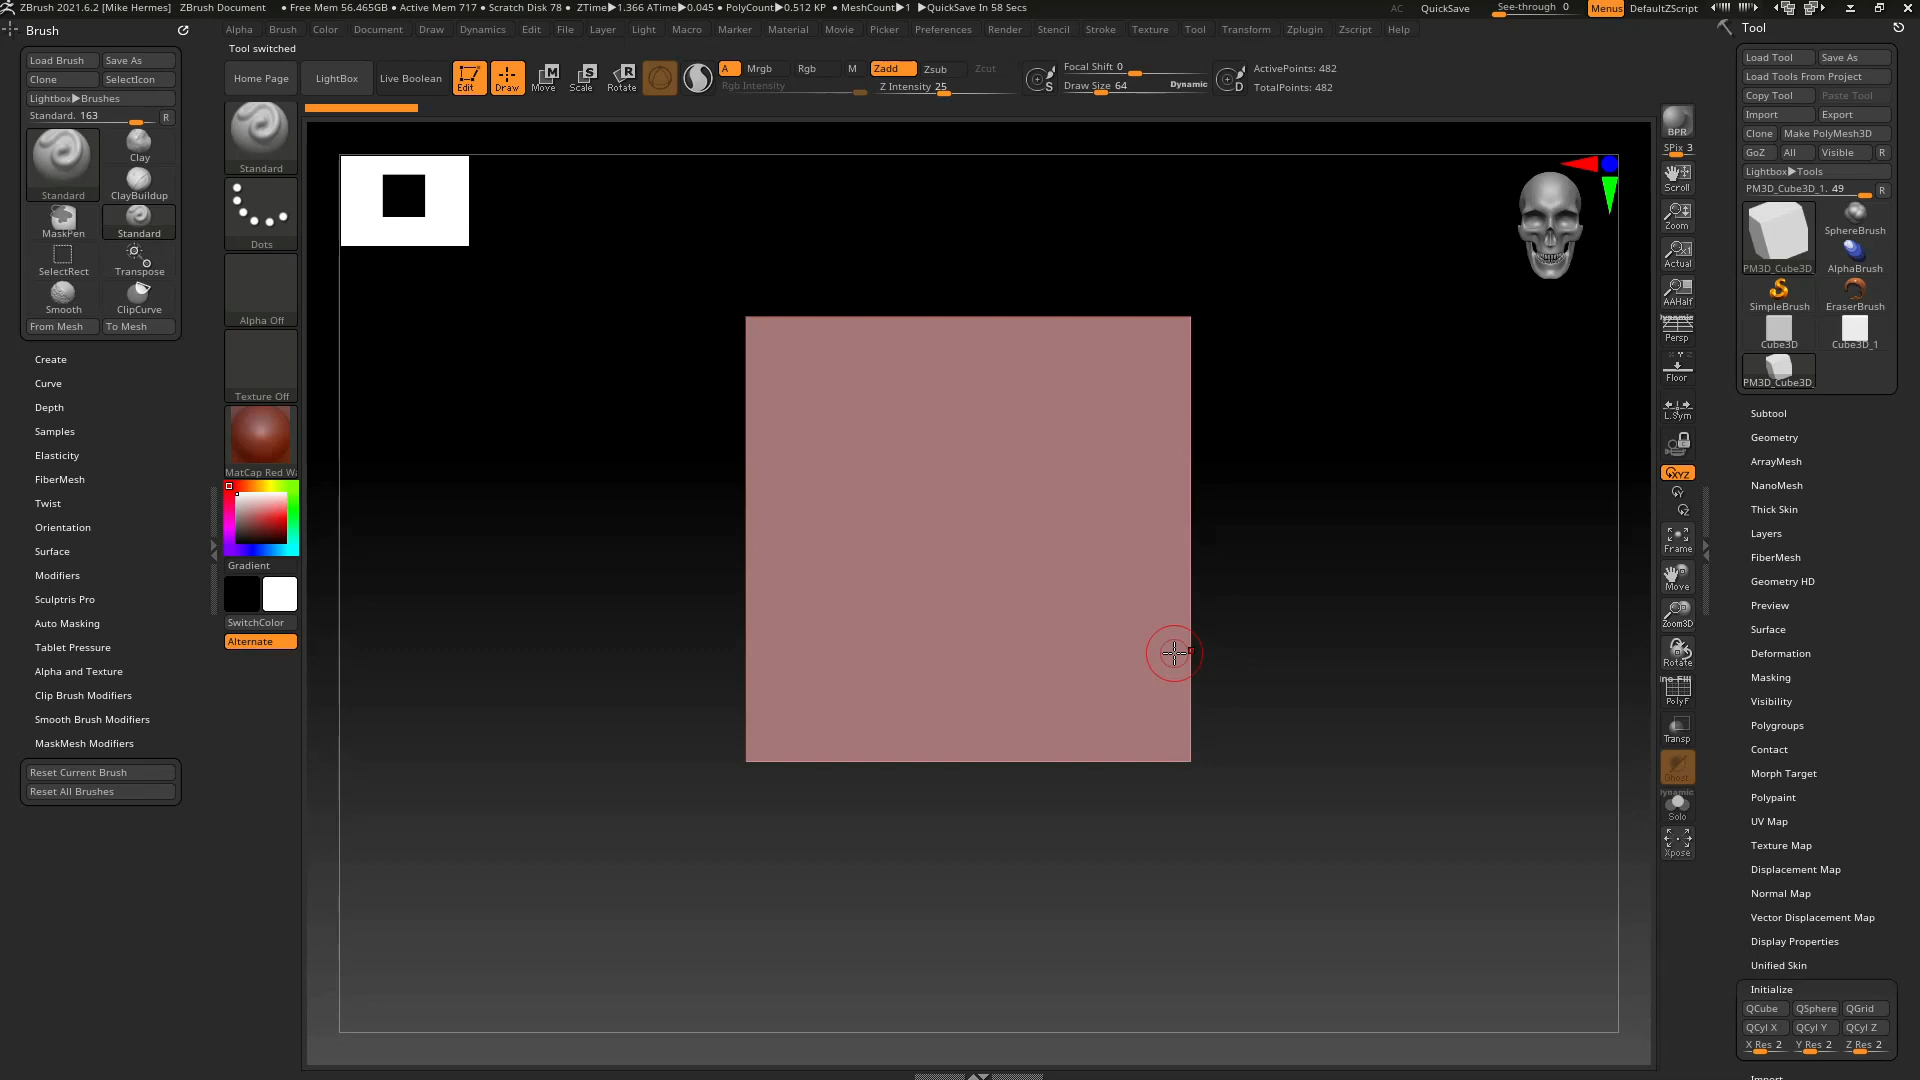 ZBrush 2021.6.2 [Mike Hermes] ZBrush Document ● Free Mem 56.465GB ● Active Mem 717 ● Scratch Disk 78 ● ZTime▶1.366 ATime▶0.045 ● PolyCount▶0.512 KP ● MeshCount▶1 ▶QuickSave In 58 Secs AC QuickSave See-through 0 Menus DefaultZScript
Brush
Alpha Brush Color Document Draw Dynamics Edit File Layer Light Macro Marker Material Movie Picker Preferences Render Stencil Stroke Texture Tool Transform Zplugin Zscript Help
Tool
Tool switched
Load Brush Save As
Clone SelectIcon
Lightbox▶Brushes
Standard. 163 R
Standard
Clay
ClayBuildup
MaskPen Standard
SelectRect Transpose
Smooth ClipCurve
From Mesh To Mesh
Create
Curve
Depth
Samples
Elasticity
FiberMesh
Twist
Orientation
Surface
Modifiers
Sculptris Pro
Auto Masking
Tablet Pressure
Alpha and Texture
Clip Brush Modifiers
Smooth Brush Modifiers
MaskMesh Modifiers
Reset Current Brush
Reset All Brushes
Home Page LightBox Live Boolean Edit Draw Move Scale Rotate
A Mrgb Rgb M Zadd Zsub Zcut
Rgb Intensity Z Intensity 25
S Focal Shift 0
Draw Size 64 Dynamic
D ActivePoints: 482
TotalPoints: 482
Standard
Dots
Alpha Off
Texture Off
MatCap Red Wa
Gradient
SwitchColor
Alternate
BPR
SPix 3
Scroll
Zoom
Actual
AAHalf
Dynamic
Persp
Floor
L.Sym
XYZ
Y
Z
Frame
Move
Zoom3D
Rotate
PolyF
Transp
Ghost
Dynamic
Solo
Xpose
Load Tool Save As
Load Tools From Project
Copy Tool Paste Tool
Import Export
Clone Make PolyMesh3D
GoZ All Visible R
Lightbox▶Tools
PM3D_Cube3D_1. 49 R
PM3D_Cube3D_
SphereBrush
AlphaBrush
SimpleBrush EraserBrush
Cube3D Cube3D_1
PM3D_Cube3D_
Subtool
Geometry
ArrayMesh
NanoMesh
Thick Skin
Layers
FiberMesh
Geometry HD
Preview
Surface
Deformation
Masking
Visibility
Polygroups
Contact
Morph Target
Polypaint
UV Map
Texture Map
Displacement Map
Normal Map
Vector Displacement Map
Display Properties
Unified Skin
Initialize
QCube QSphere QGrid
QCyl X QCyl Y QCyl Z
X Res 2 Y Res 2 Z Res 2